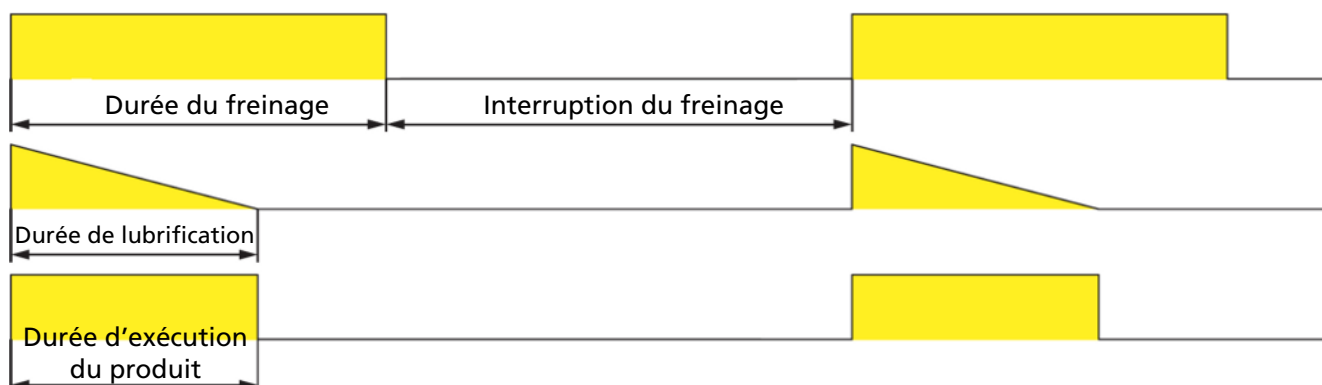 Durée du freinage
Interruption du freinage
Durée de lubrification
Durée d'exécution
du produit